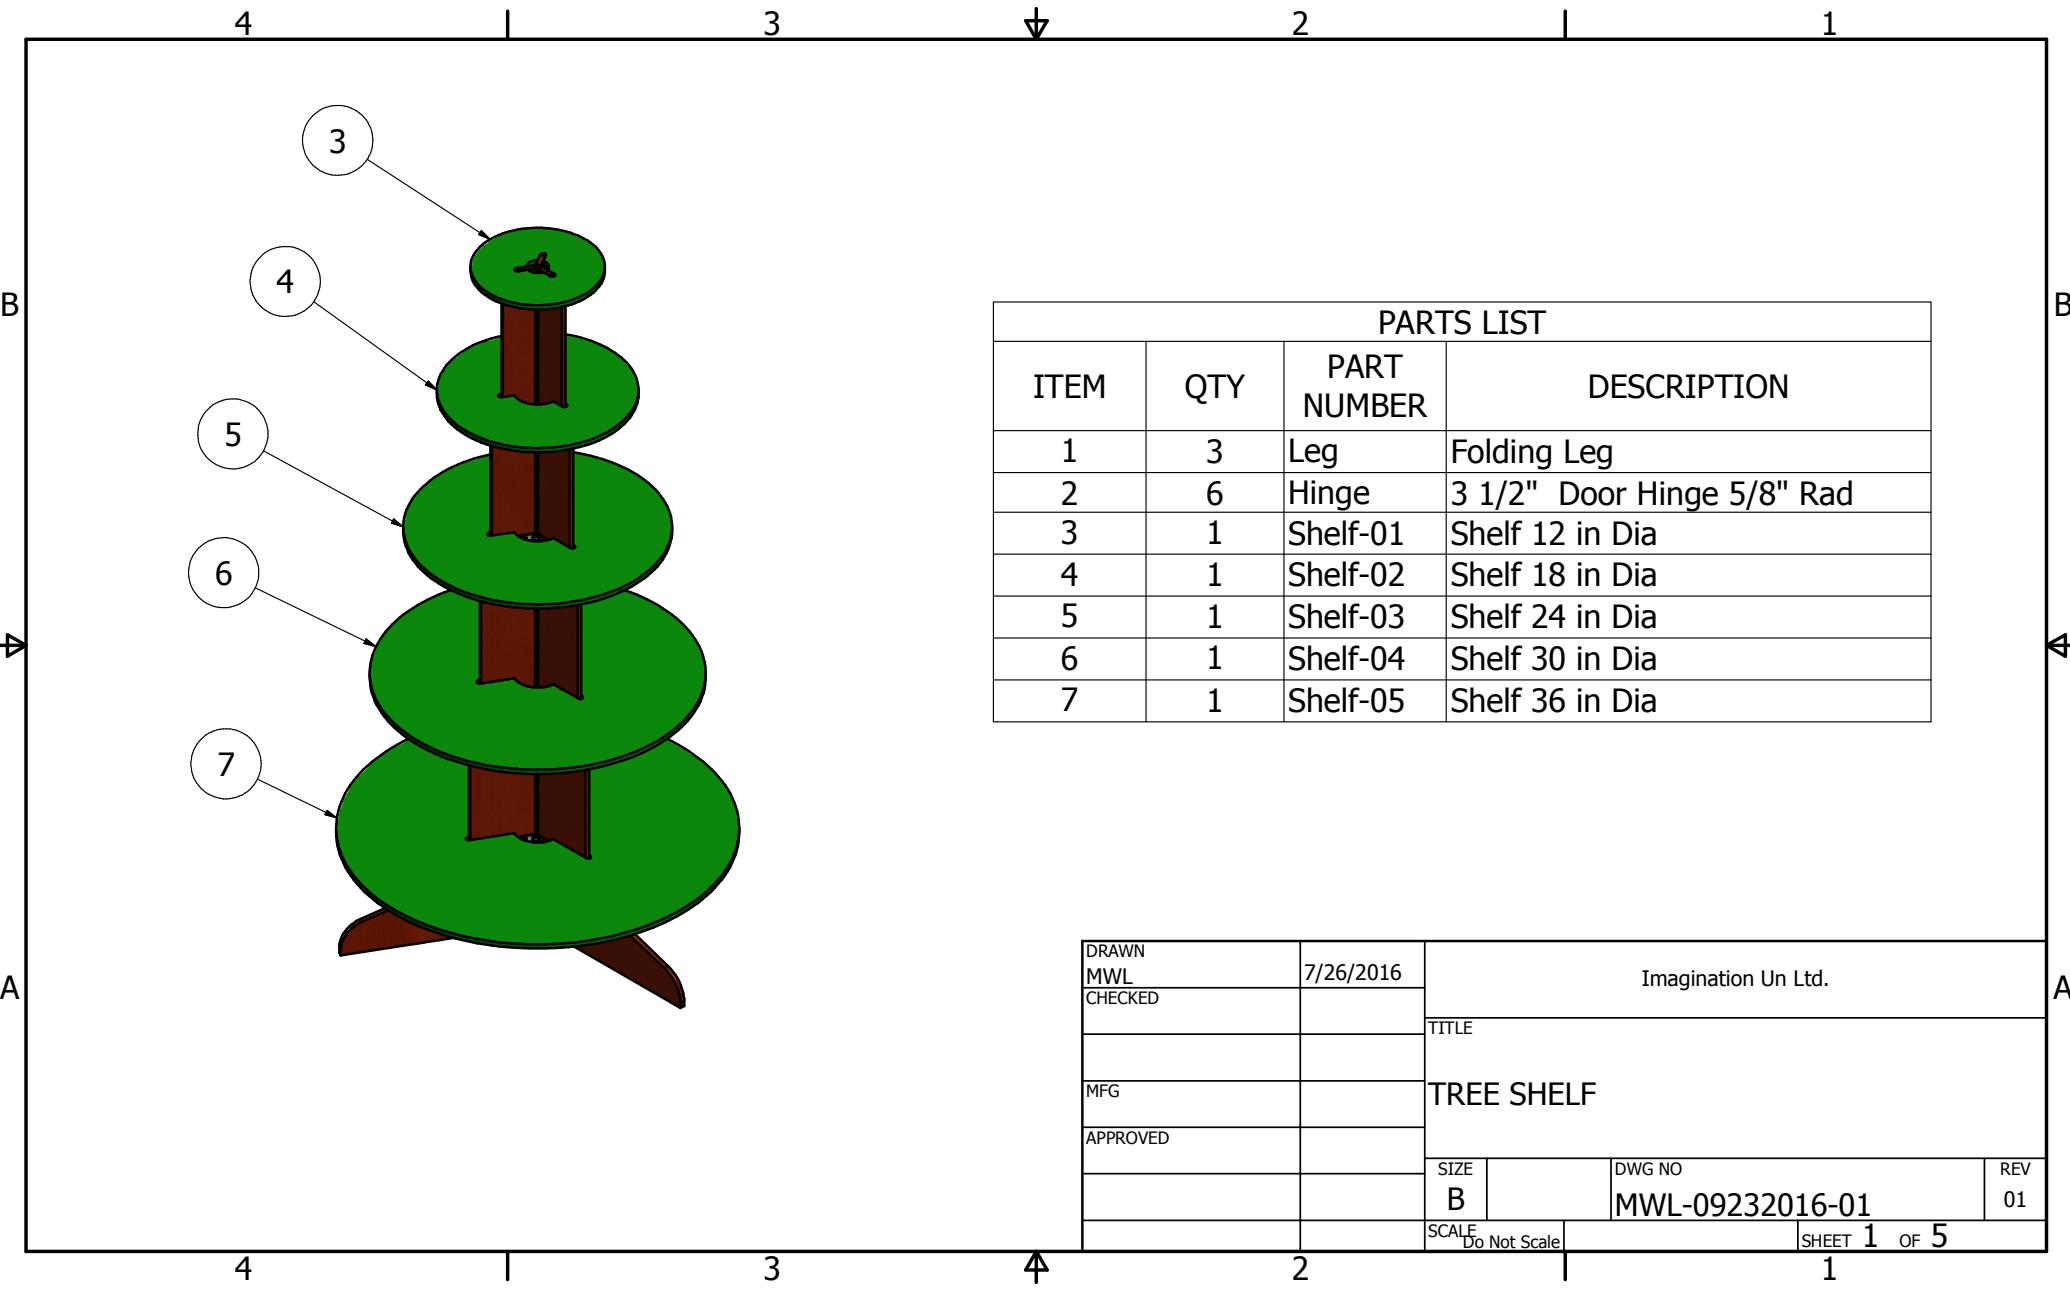 4 3 2 1
3
4
5
6
7
B B
A A
PARTS LIST
ITEM QTY PART NUMBER DESCRIPTION
1 3 Leg Folding Leg
2 6 Hinge 3 1/2" Door Hinge 5/8" Rad
3 1 Shelf-01 Shelf 12 in Dia
4 1 Shelf-02 Shelf 18 in Dia
5 1 Shelf-03 Shelf 24 in Dia
6 1 Shelf-04 Shelf 30 in Dia
7 1 Shelf-05 Shelf 36 in Dia
DRAWN
MWL 7/26/2016
CHECKED
MFG
APPROVED
Imagination Un Ltd.
TITLE
TREE SHELF
SIZE
B
DWG NO
MWL-09232016-01
REV
01
SCALE
Do Not Scale
SHEET 1 OF 5
4 3 2 1